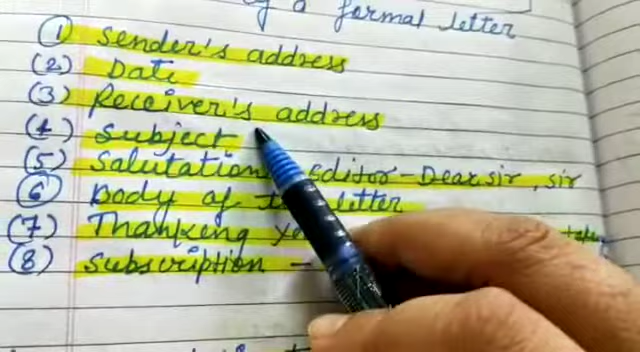 of a formal letter
(1) Sender's address
(2) Date
(3) Receiver's address
(4) Subject
(5) Salutation Editor - Dear sir, sir
(6) Body of the letter
(7) Thanking
(8) Subscription -